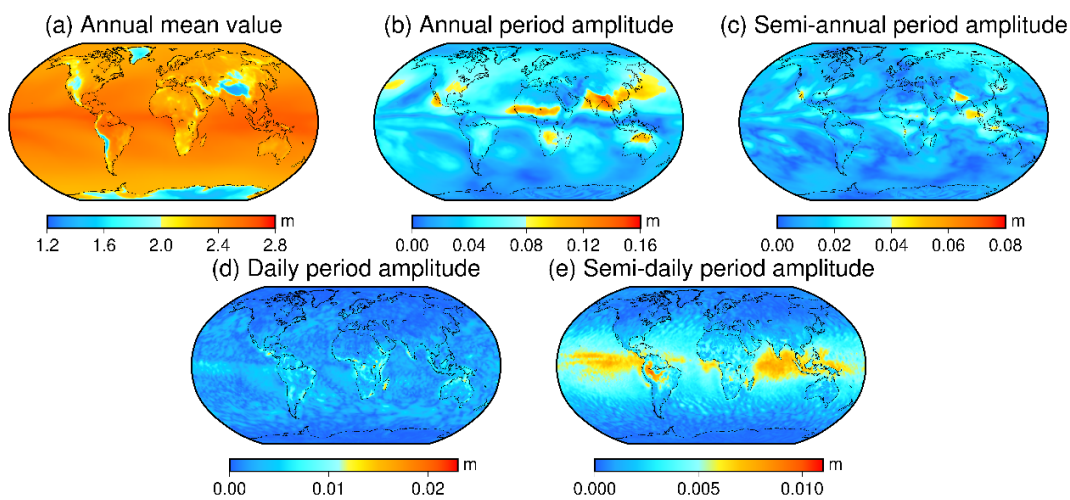 (a) Annual mean value
(b) Annual period amplitude
(c) Semi-annual period amplitude
m
1.2 1.6 2.0 2.4 2.8
m
0.00 0.04 0.08 0.12 0.16
m
0.00 0.02 0.04 0.06 0.08
(d) Daily period amplitude
(e) Semi-daily period amplitude
m
0.00 0.01 0.02
m
0.000 0.005 0.010